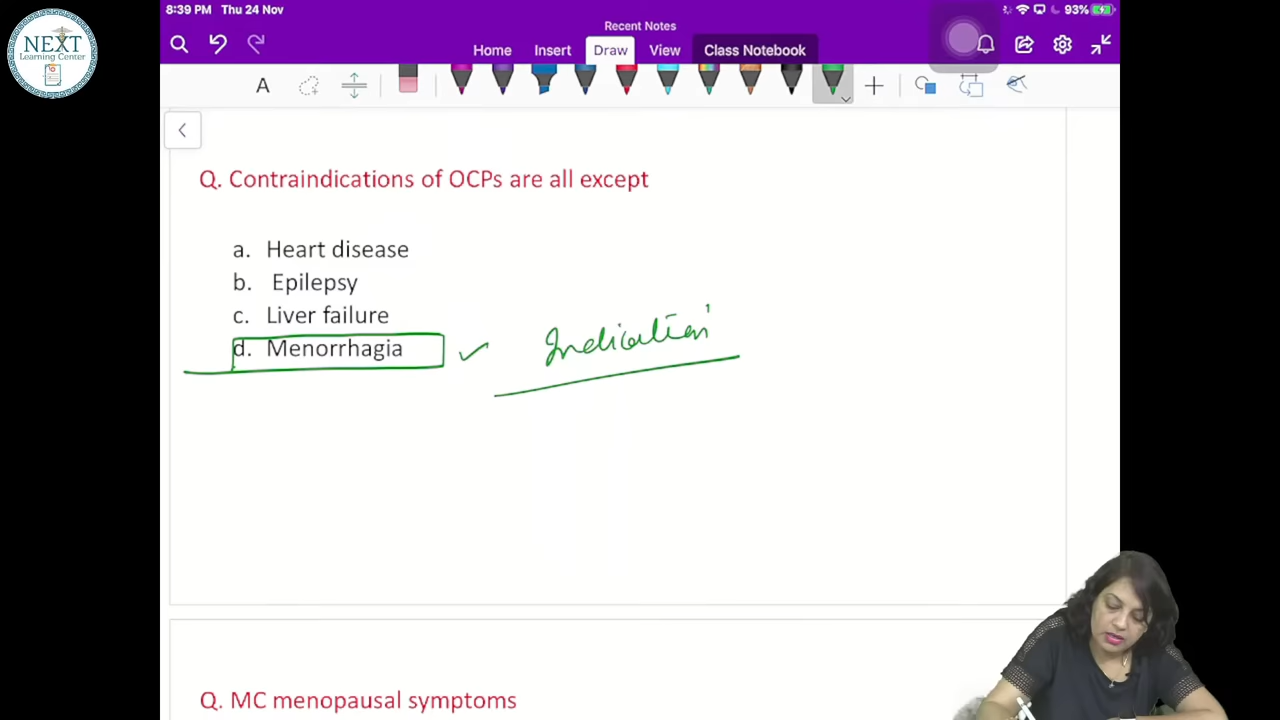 8:39 PM Thu 24 Nov
93%
NEXT
Learning Center
Recent Notes
Home Insert Draw View Class Notebook
A
Q. Contraindications of OCPs are all except
a. Heart disease
b. Epilepsy
c. Liver failure
d. Menorrhagia
Indication
Q. MC menopausal symptoms